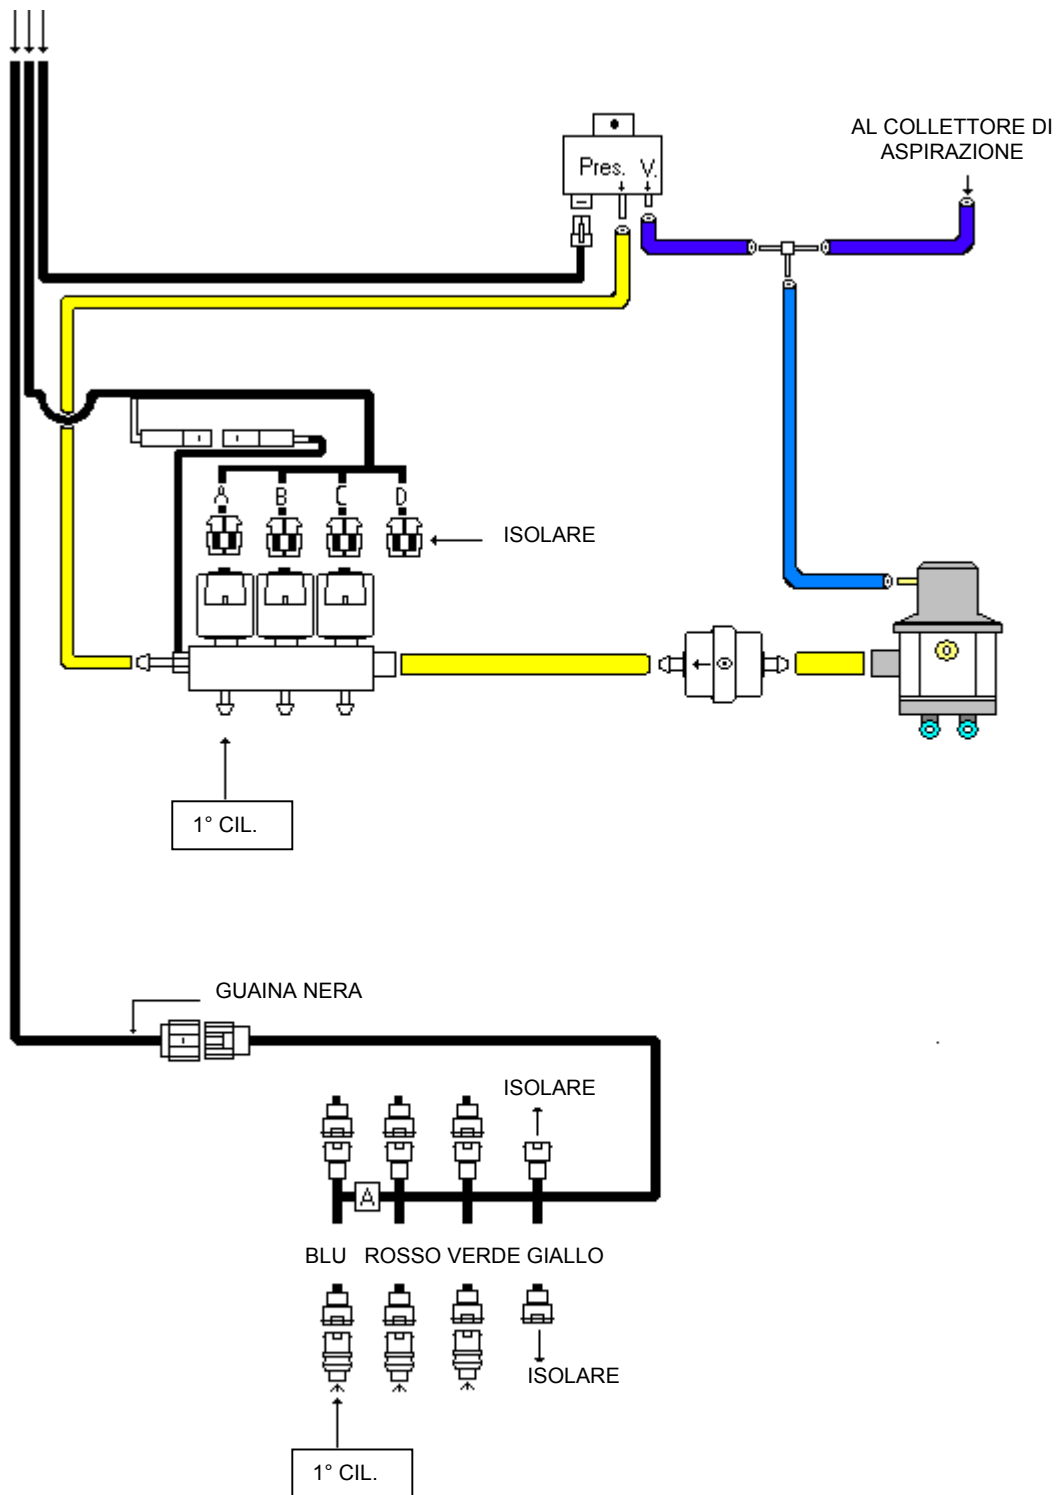 AL COLLETTORE DI
ASPIRAZIONE
Pres. V.
A B C D
ISOLARE
1° CIL.
GUAINA NERA
ISOLARE
A
BLU ROSSO VERDE GIALLO
ISOLARE
1° CIL.